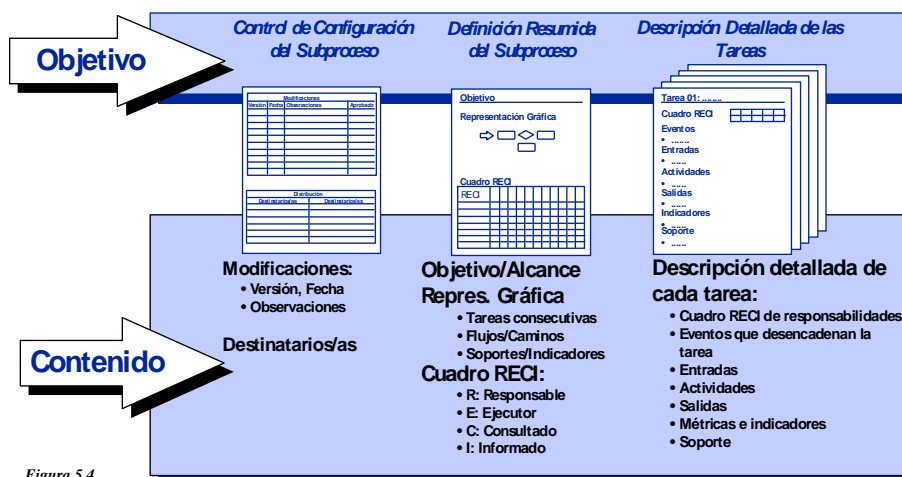 Objetivo
Control de Configuración
del Subproceso
Definición Resumida
del Subproceso
Descripción Detallada de las
Tareas
Modificaciones
Versión Fecha Observaciones Aprobado
Distribución
Destinatarios/as Destinatarios/as
Objetivo
Representación Gráfica
Cuadro RECI
RECI
Tarea 01: ........
Cuadro RECI
Eventos
• .......
Entradas
• ......
Actividades
• ......
Salidas
• ......
Indicadores
• ......
Soporte
• ......
Contenido
Modificaciones:
• Versión, Fecha
• Observaciones
Destinatarios/as
Objetivo/Alcance
Repres. Gráfica
• Tareas consecutivas
• Flujos/Caminos
• Soportes/Indicadores
Cuadro RECI:
• R: Responsable
• E: Ejecutor
• C: Consultado
• I: Informado
Descripción detallada de
cada tarea:
• Cuadro RECI de responsabilidades
• Eventos que desencadenan la
tarea
• Entradas
• Actividades
• Salidas
• Métricas e indicadores
• Soporte
Figura 5.4